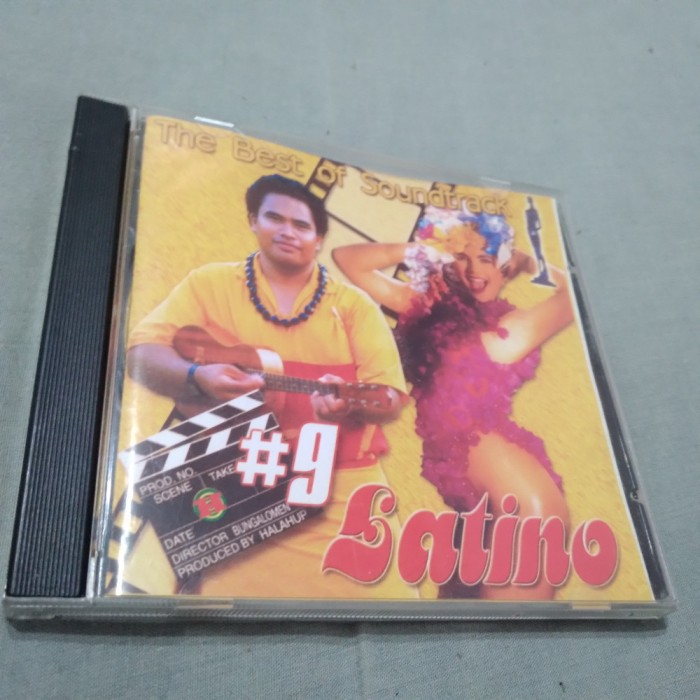 The Best of Soundtrack
#9
PROD. NO.
SCENE TAKE
B
DATE
DIRECTOR BUNGALOMEN
PRODUCED BY HALAHUP
Latino